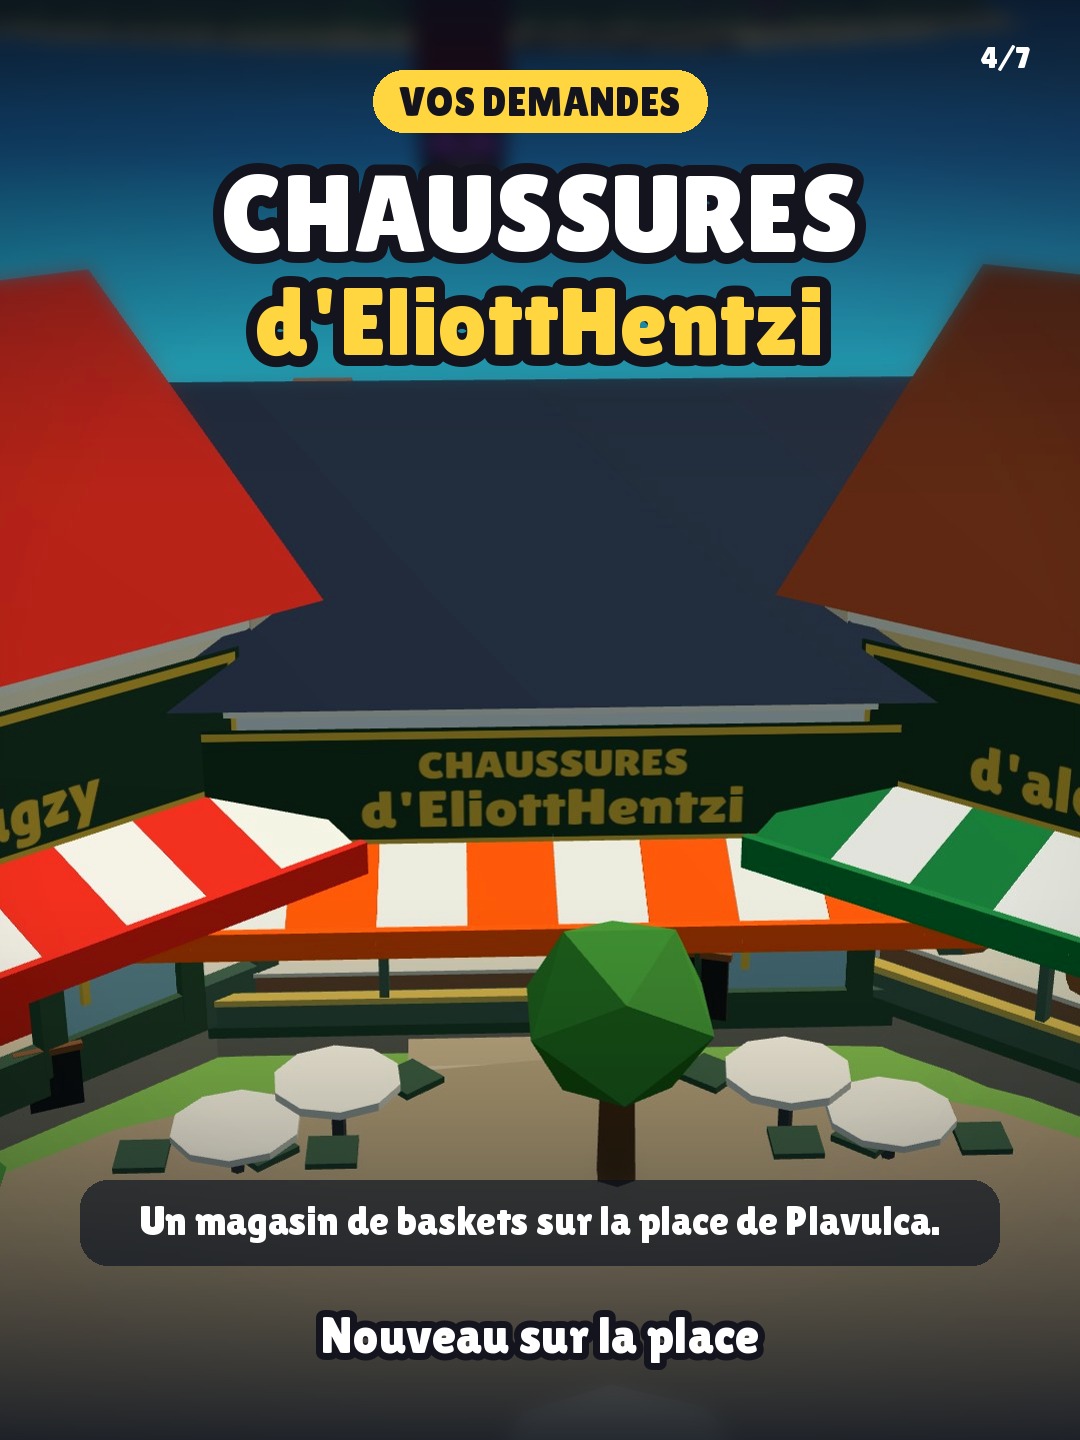 4/7
VOS DEMANDES
CHAUSSURES
d'EliottHentzi
CHAUSSURES
d'EliottHentzi
Un magasin de baskets sur la place de Plavulca.
Nouveau sur la place